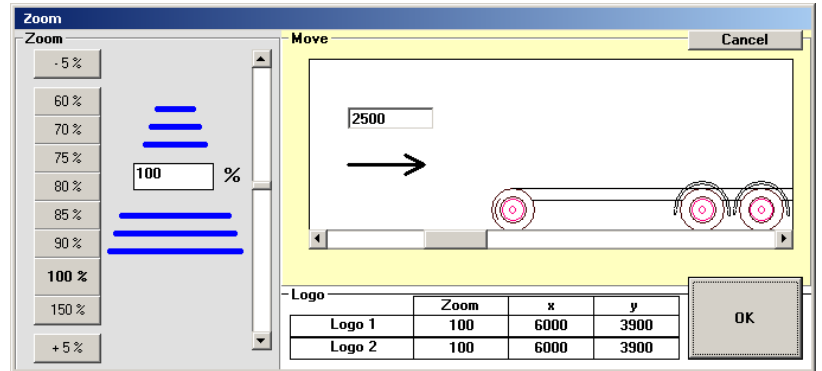 Zoom
Zoom
- 5 %
60 %
70 %
75 %
80 %
85 %
90 %
100 %
150 %
+ 5 %
100 %
Move
Cancel
2500
Logo
Zoom x y
Logo 1 100 6000 3900
Logo 2 100 6000 3900
OK